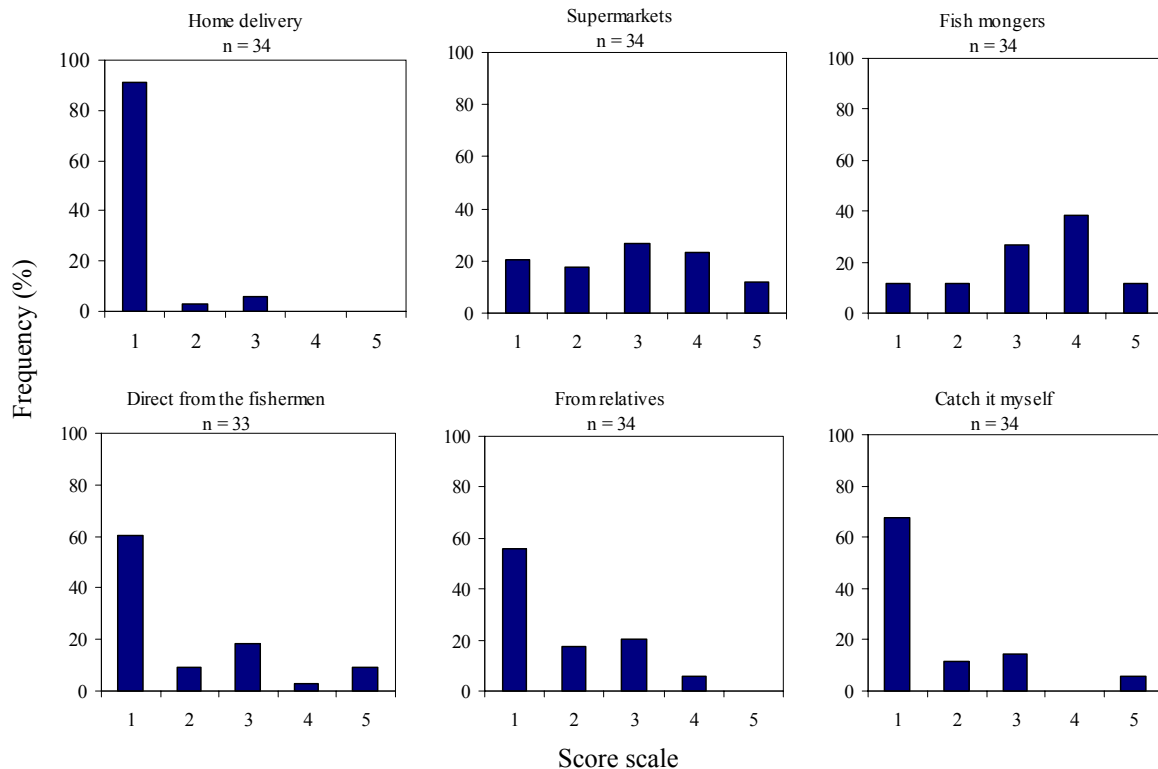 Home delivery
n = 34
100
80
60
40
20
0
1 2 3 4 5
Supermarkets
n = 34
100
80
60
40
20
0
1 2 3 4 5
Fish mongers
n = 34
100
80
60
40
20
0
1 2 3 4 5
Frequency (%)
Direct from the fishermen
n = 33
100
80
60
40
20
0
1 2 3 4 5
From relatives
n = 34
100
80
60
40
20
0
1 2 3 4 5
Catch it myself
n = 34
100
80
60
40
20
0
1 2 3 4 5
Score scale